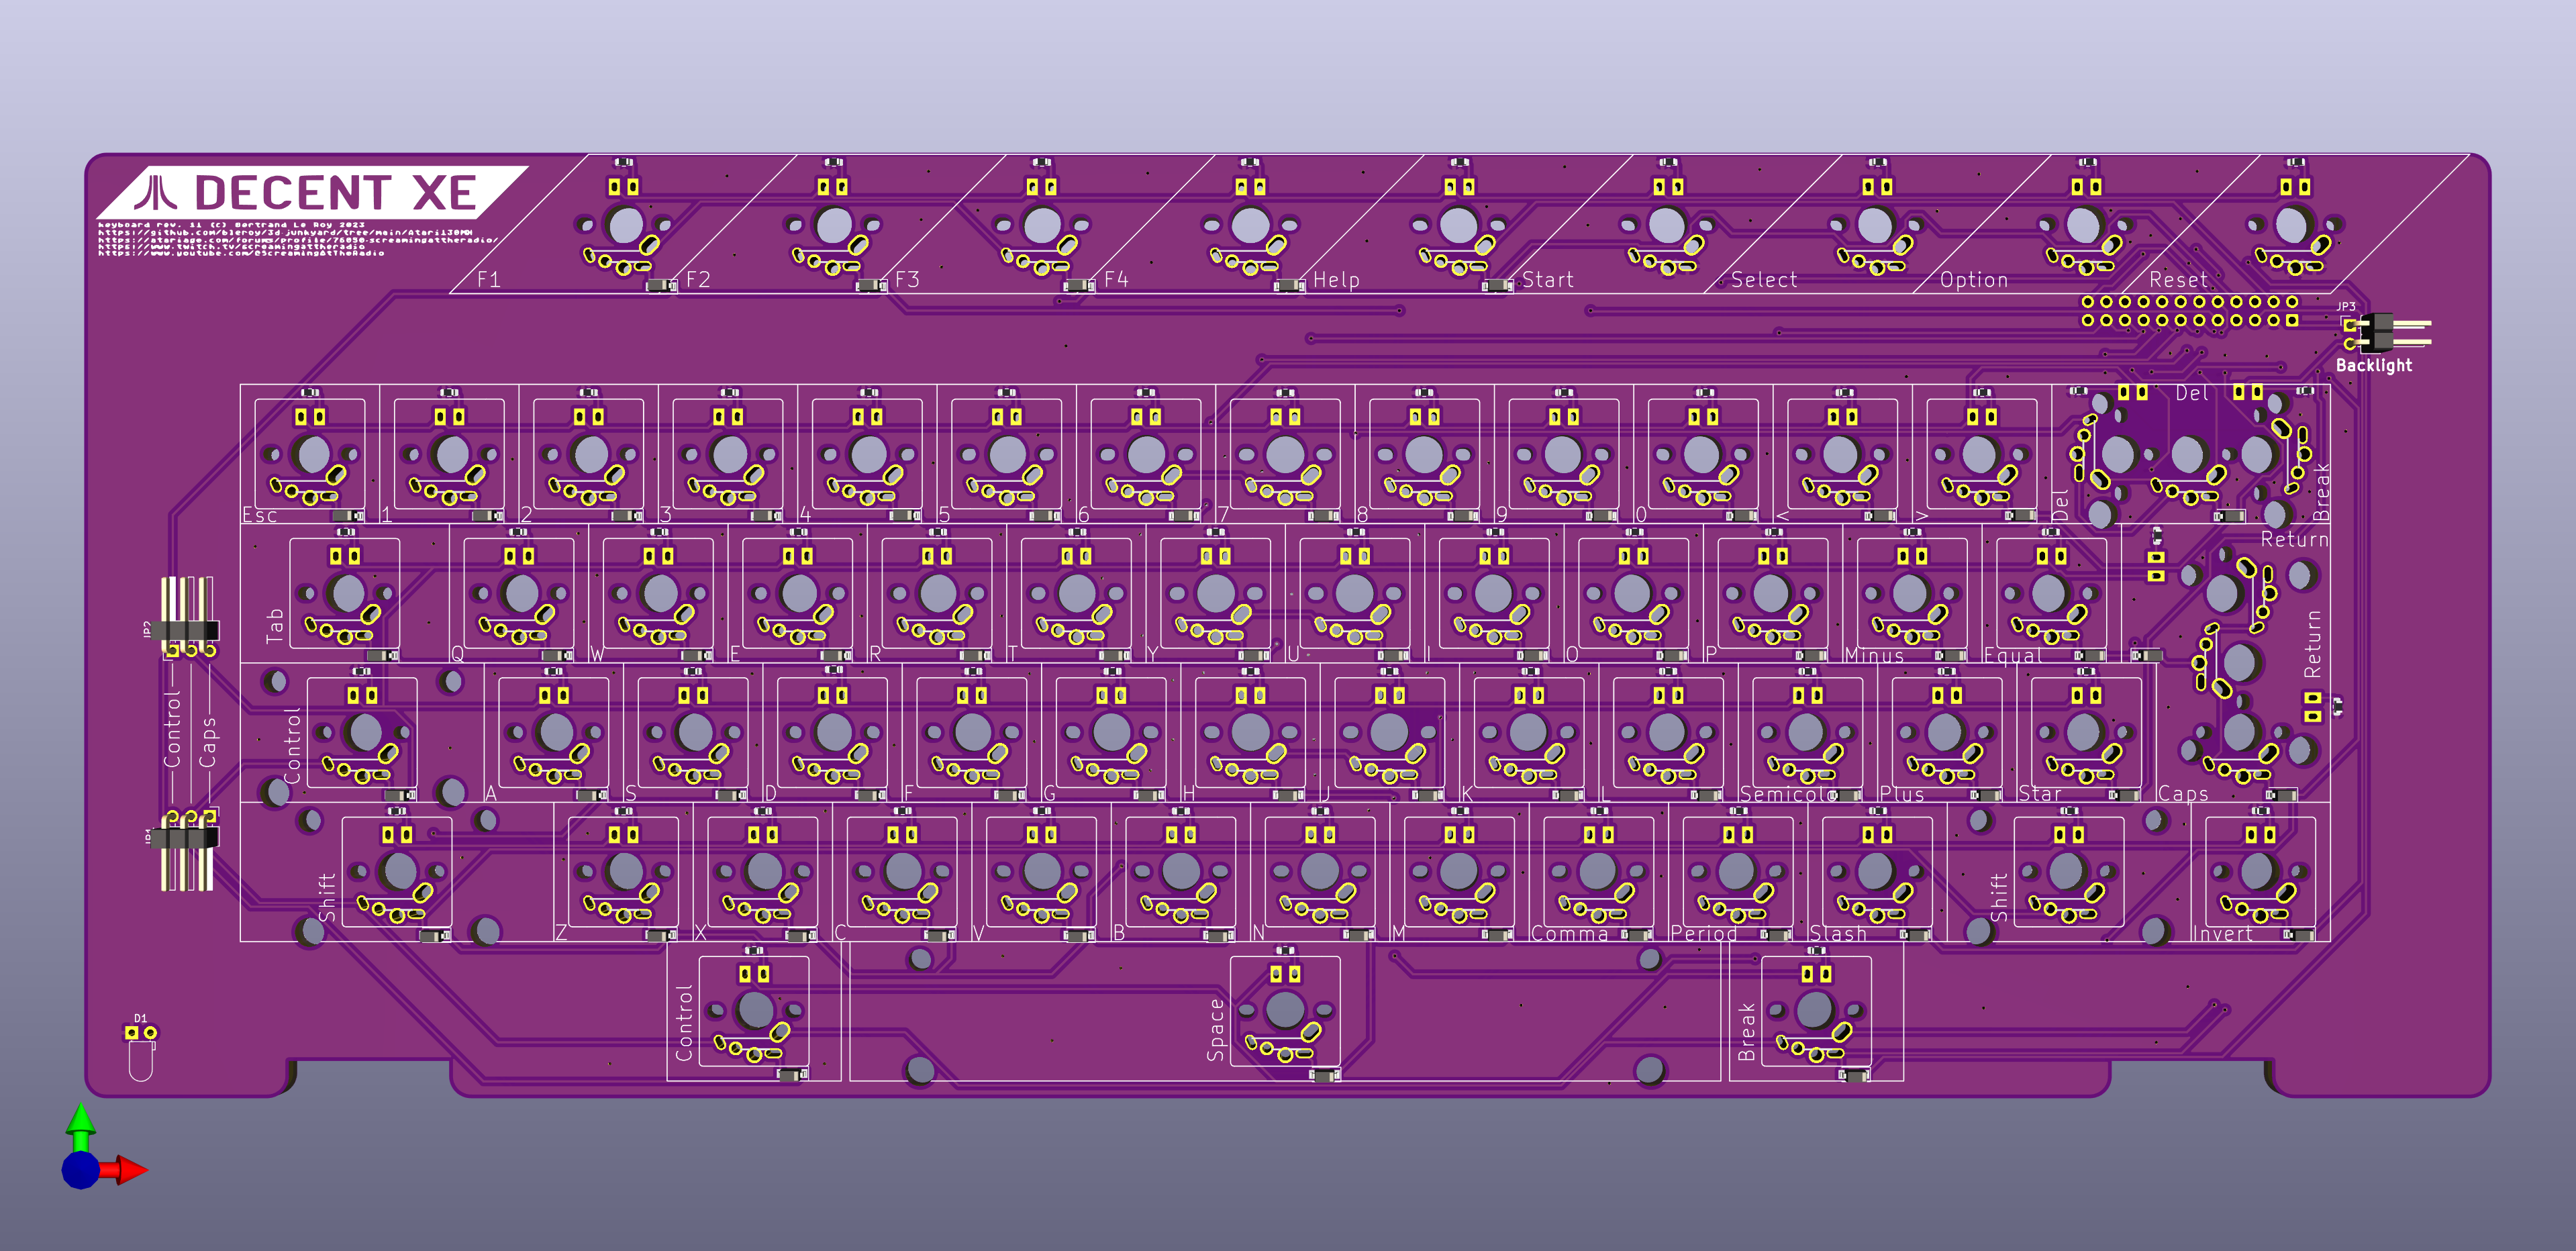 DECENT XE
keyboard rev. 11 (C) Bertrand Le Roy 2023
https://github.com/bleroy/3d-junkyard/tree/main/Atari130MX
https://atariage.com/forums/profile/76050-screamingattheradio/
https://www.twitch.tv/screamingattheradio
https://www.youtube.com/@ScreamingAtTheRadio
F1 F2 F3 F4 Help Start Select Option Reset
JP3
Backlight
Esc 1 2 3 4 5 6 7 8 9 0 < > Del Del Break
Tab Q W E R T Y U I O P Minus Equal Return
Return
JP2
Control
Caps
Control A S D F G H J K L Semicolo Plus Star Caps
JP1
Shift Z X C V B N M Comma Period Slash Shift Invert
Control Space Break
D1